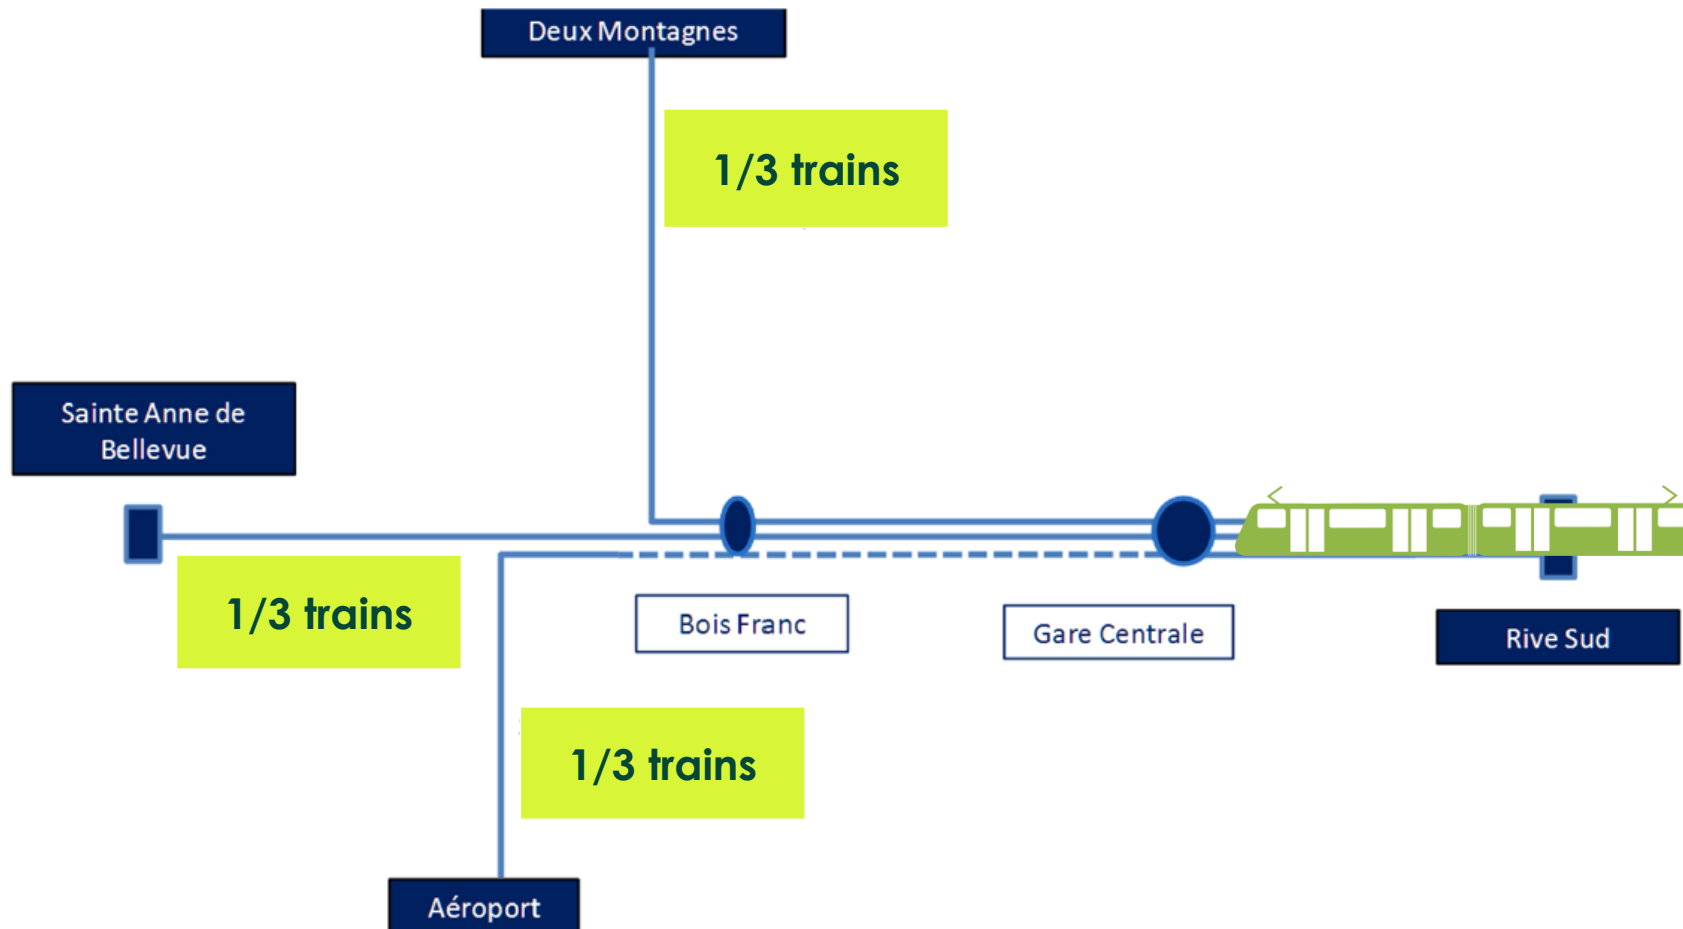 Deux Montagnes
1/3 trains
Sainte Anne de
Bellevue
1/3 trains
Bois Franc
Gare Centrale
Rive Sud
1/3 trains
Aéroport